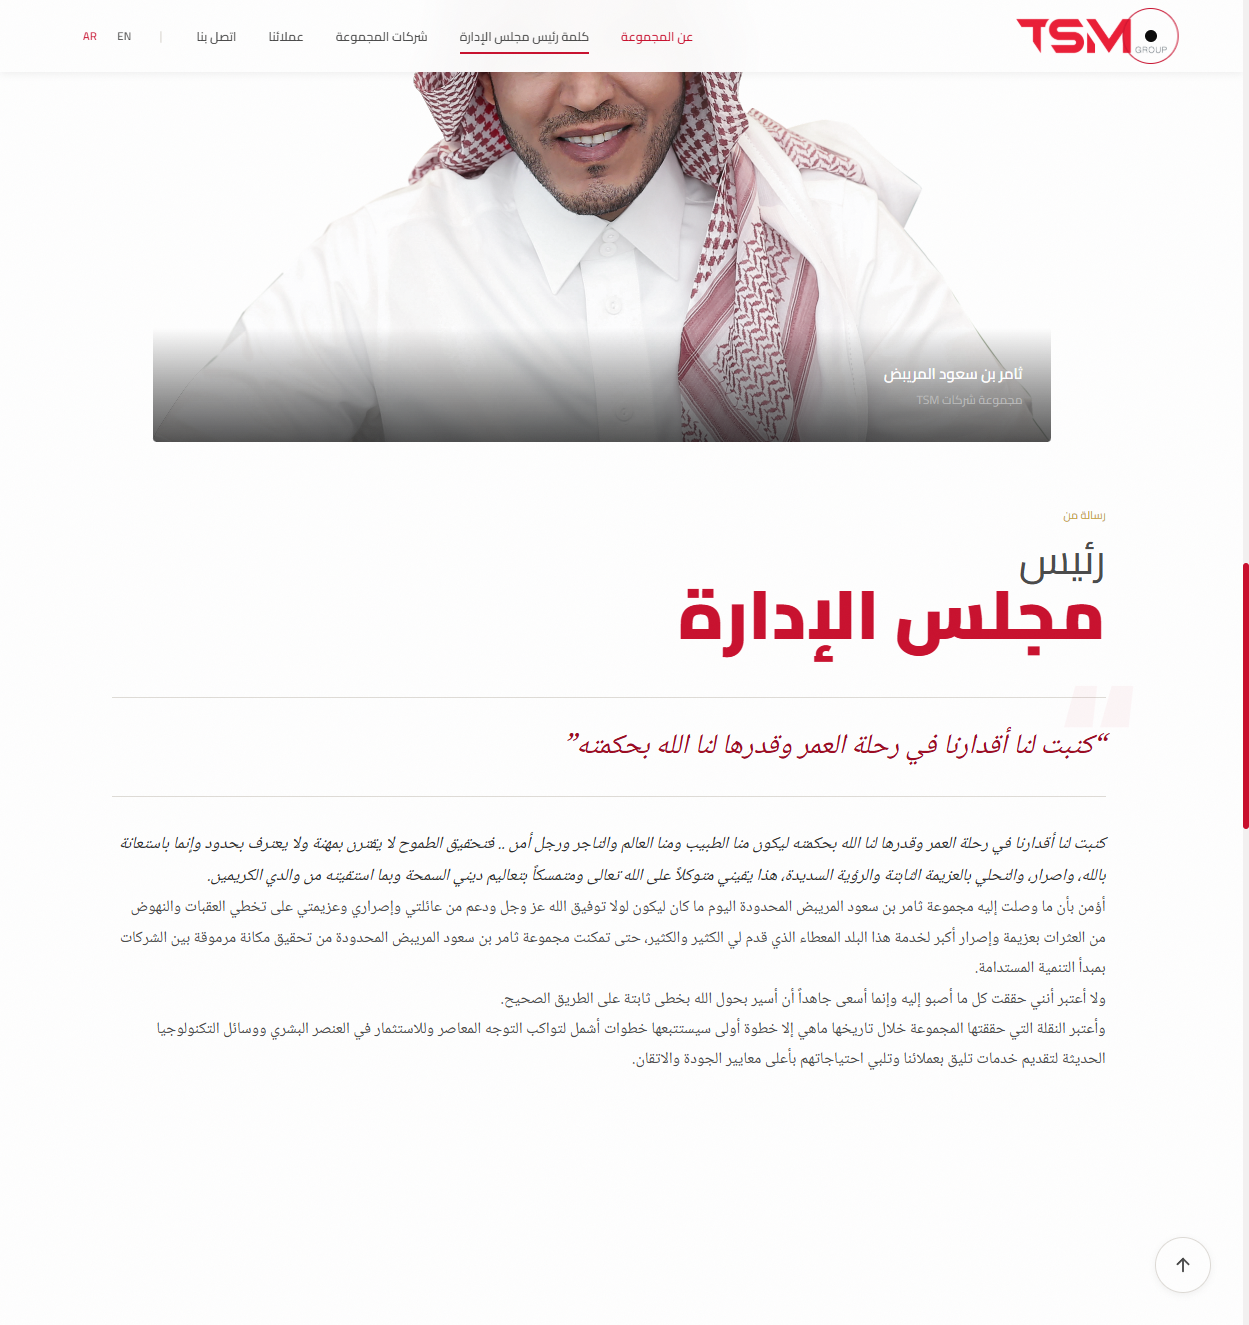 TSM
GROUP
عن المجموعة
كلمة رئيس مجلس الإدارة
شركات المجموعة
عملائنا
اتصل بنا
|
EN
AR
ثامر بن سعود المريبض
مجموعة شركات TSM
رسالة من
رئيس
مجلس الإدارة
"
“كتبت لنا أقدارنا في رحلة العمر وقدرها لنا الله بحكمته”
كتبت لنا أقدارنا في رحلة العمر وقدرها لنا الله بحكمته ليكون منا الطبيب ومنا العالم والتاجر ورجل أمن .. فتحقيق الطموح لا يقترن بمهنة ولا يعترف بحدود وإنما باستعانة
بالله، واصرار، والتحلي بالعزيمة الثابتة والرؤية السديدة، هذا يقيني متوكلاً على الله تعالى ومتمسكاً بتعاليم ديني السمحة وبما استقيته من والدي الكريمين.
أؤمن بأن ما وصلت إليه مجموعة ثامر بن سعود المريبض المحدودة اليوم ما كان ليكون لولا توفيق الله عز وجل ودعم من عائلتي وإصراري وعزيمتي على تخطي العقبات والنهوض
من العثرات بعزيمة وإصرار أكبر لخدمة هذا البلد المعطاء الذي قدم لي الكثير والكثير، حتى تمكنت مجموعة ثامر بن سعود المريبض المحدودة من تحقيق مكانة مرموقة بين الشركات
بمبدأ التنمية المستدامة.
ولا أعتبر أنني حققت كل ما أصبو إليه وإنما أسعى جاهداً أن أسير بحول الله بخطى ثابتة على الطريق الصحيح.
وأعتبر النقلة التي حققتها المجموعة خلال تاريخها ماهي إلا خطوة أولى سيستتبعها خطوات أشمل لتواكب التوجه المعاصر وللاستثمار في العنصر البشري ووسائل التكنولوجيا
الحديثة لتقديم خدمات تليق بعملائنا وتلبي احتياجاتهم بأعلى معايير الجودة والاتقان.